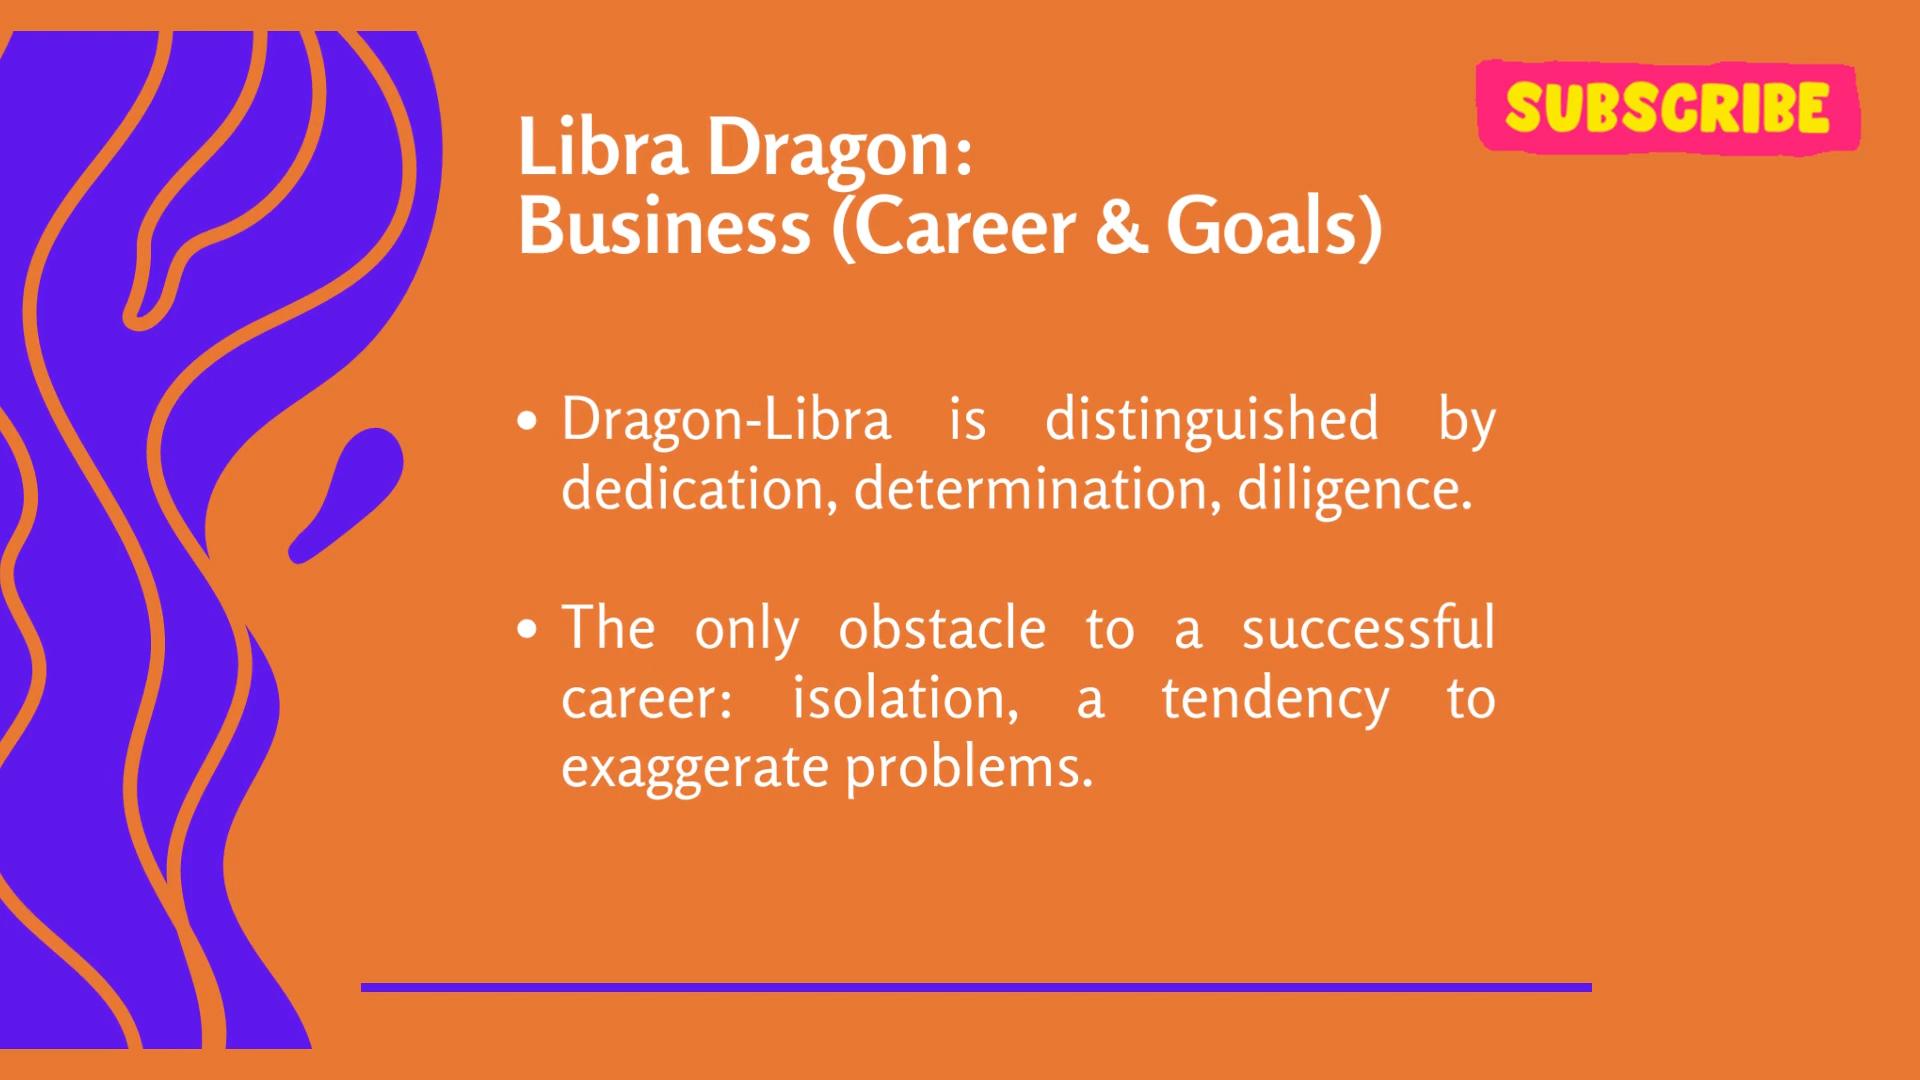 SUBSCRIBE
Libra Dragon:
Business (Career & Goals)
• Dragon-Libra is distinguished by
dedication, determination, diligence.
• The only obstacle to a successful
career: isolation, a tendency to
exaggerate problems.